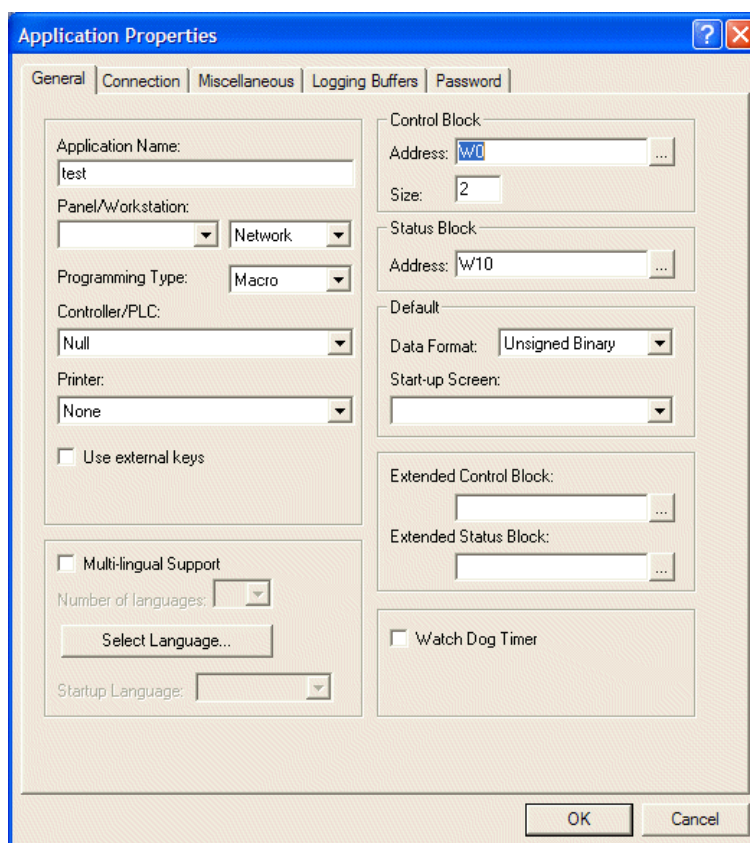 Application Properties
General Connection Miscellaneous Logging Buffers Password
Application Name:
test
Panel/Workstation:
Network
Programming Type: Macro
Controller/PLC:
Null
Printer:
None
Use external keys
Multi-lingual Support
Number of languages:
Select Language...
Startup Language:
Control Block
Address: W0 ...
Size: 2
Status Block
Address: W10 ...
Default
Data Format: Unsigned Binary
Start-up Screen:
Extended Control Block:
...
Extended Status Block:
...
Watch Dog Timer
OK Cancel